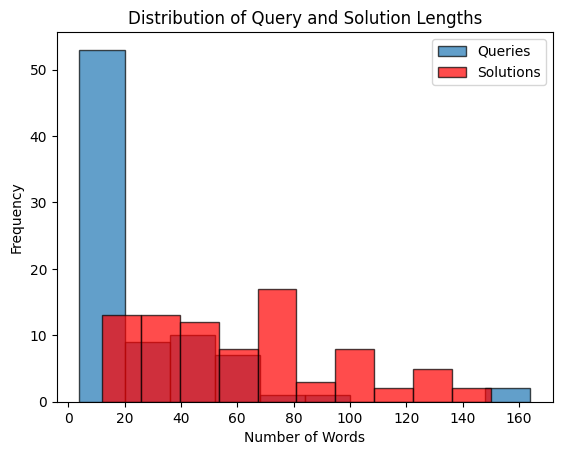 Distribution of Query and Solution Lengths
Queries
Solutions
Frequency
50
40
30
20
10
0
0 20 40 60 80 100 120 140 160
Number of Words